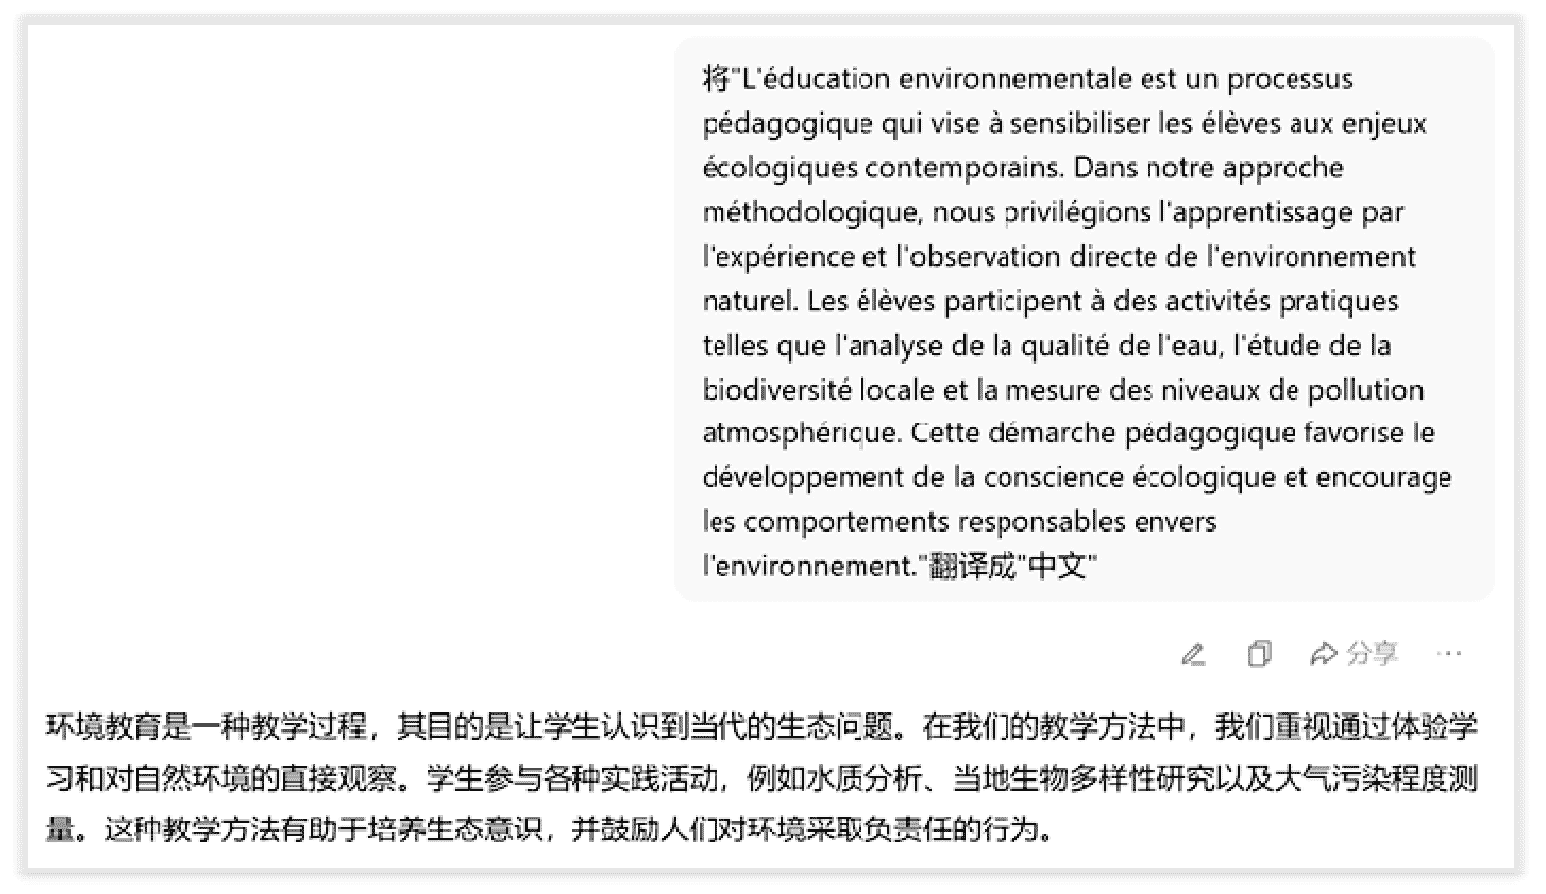 将"L'éducation environnementale est un processus
pédagogique qui vise à sensibiliser les élèves aux enjeux
écologiques contemporains. Dans notre approche
méthodologique, nous privilégions l'apprentissage par
l'expérience et l'observation directe de l'environnement
naturel. Les élèves participent à des activités pratiques
telles que l'analyse de la qualité de l'eau, l'étude de la
biodiversité locale et la mesure des niveaux de pollution
atmosphérique. Cette démarche pédagogique favorise le
développement de la conscience écologique et encourage
les comportements responsables envers
l'environnement."翻译成"中文"
分享
环境教育是一种教学过程，其目的是让学生认识到当代的生态问题。在我们的教学方法中，我们重视通过体验学
习和对自然环境的直接观察。学生参与各种实践活动，例如水质分析、当地生物多样性研究以及大气污染程度测
量。这种教学方法有助于培养生态意识，并鼓励人们对环境采取负责任的行为。